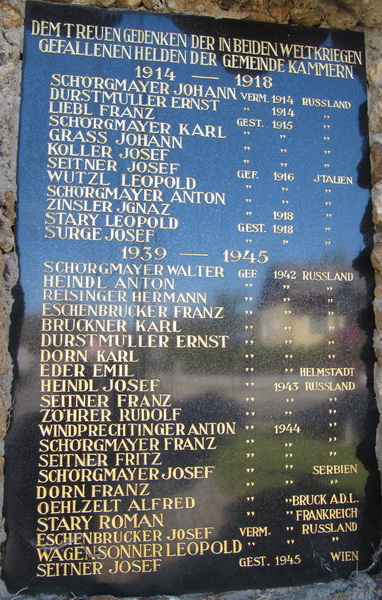 DEM TREUEN GEDENKEN DER IN BEIDEN WELTKRIEGEN
GEFALLENEN HELDEN DER GEMEINDE KAMMERN
1914 — 1918
SCHÖRGMAYER JOHANN VERM. 1914 RUSSLAND
DURSTMÜLLER ERNST " 1914 "
LIEBL FRANZ GEST. 1915 "
SCHÖRGMAYER KARL " " "
GRASS JOHANN " " "
KOLLER JOSEF " " "
SEITNER JOSEF GEF. 1916 JTALIEN
WUTZL LEOPOLD " " "
SCHÖRGMAYER ANTON " " "
ZINSLER JGNAZ " 1918 "
STARY LEOPOLD GEST. 1918 "
SURGE JOSEF " " "
1939 — 1945
SCHÖRGMAYER WALTER GEF. 1942 RUSSLAND
HEINDL ANTON " " "
REISINGER HERMANN " " "
ESCHENBRUCKER FRANZ " " "
BRUCKNER KARL " " "
DURSTMÜLLER ERNST " " "
DORN KARL " " "
EDER EMIL " " HELMSTADT
HEINDL JOSEF " 1943 RUSSLAND
SEITNER FRANZ " " "
ZÖHRER RUDOLF " " "
WINDPRECHTINGER ANTON " 1944 "
SCHÖRGMAYER FRANZ " " "
SEITNER FRITZ " " "
SCHÖRGMAYER JOSEF " " SERBIEN
DORN FRANZ " " "
OEHLZELT ALFRED " " BRUCK A.D.L.
STARY ROMAN " " FRANKREICH
ESCHENBRUCKER JOSEF VERM. " RUSSLAND
WAGENSONNER LEOPOLD " " "
SEITNER JOSEF GEST. 1945 WIEN